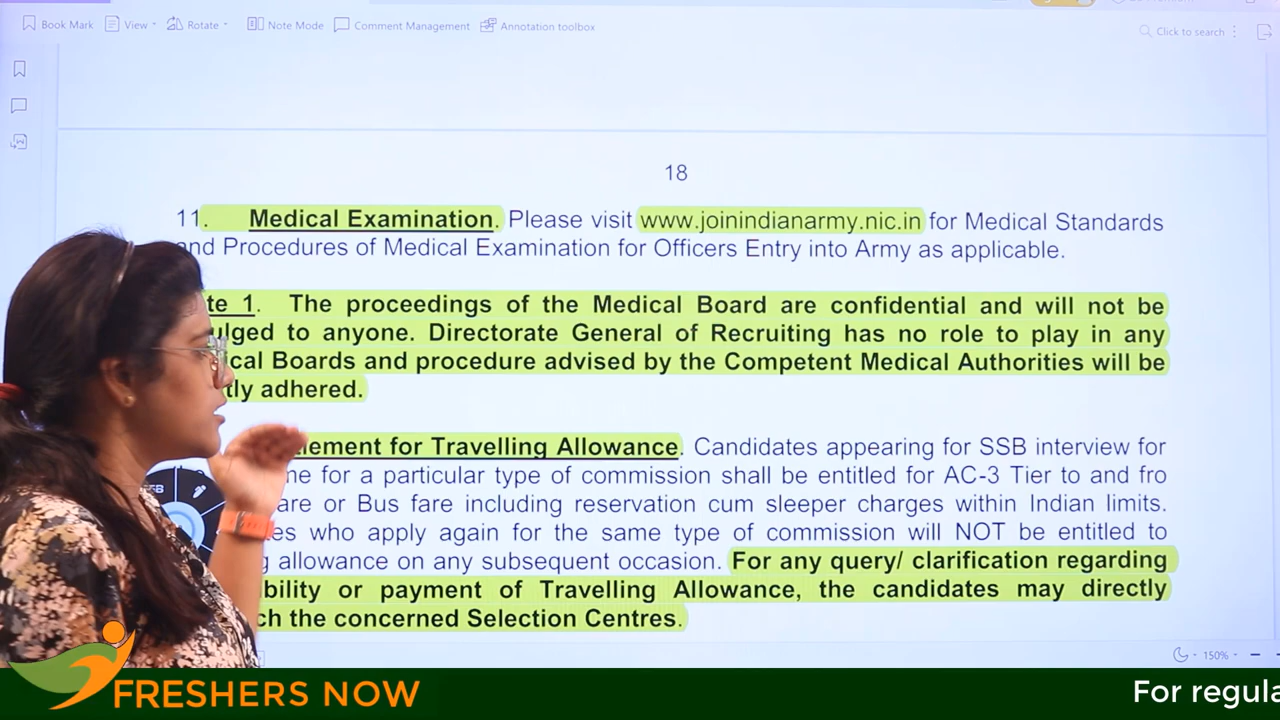 Book Mark View Rotate Note Mode Comment Management Annotation toolbox Click to search
18
11. Medical Examination. Please visit www.joinindianarmy.nic.in for Medical Standards
nd Procedures of Medical Examination for Officers Entry into Army as applicable.
te 1. The proceedings of the Medical Board are confidential and will not be
ulged to anyone. Directorate General of Recruiting has no role to play in any
cal Boards and procedure advised by the Competent Medical Authorities will be
tly adhered.
lement for Travelling Allowance. Candidates appearing for SSB interview for
ne for a particular type of commission shall be entitled for AC-3 Tier to and fro
are or Bus fare including reservation cum sleeper charges within Indian limits.
es who apply again for the same type of commission will NOT be entitled to
g allowance on any subsequent occasion. For any query/ clarification regarding
ibility or payment of Travelling Allowance, the candidates may directly
ch the concerned Selection Centres.
150%
FRESHERS NOW
For regula